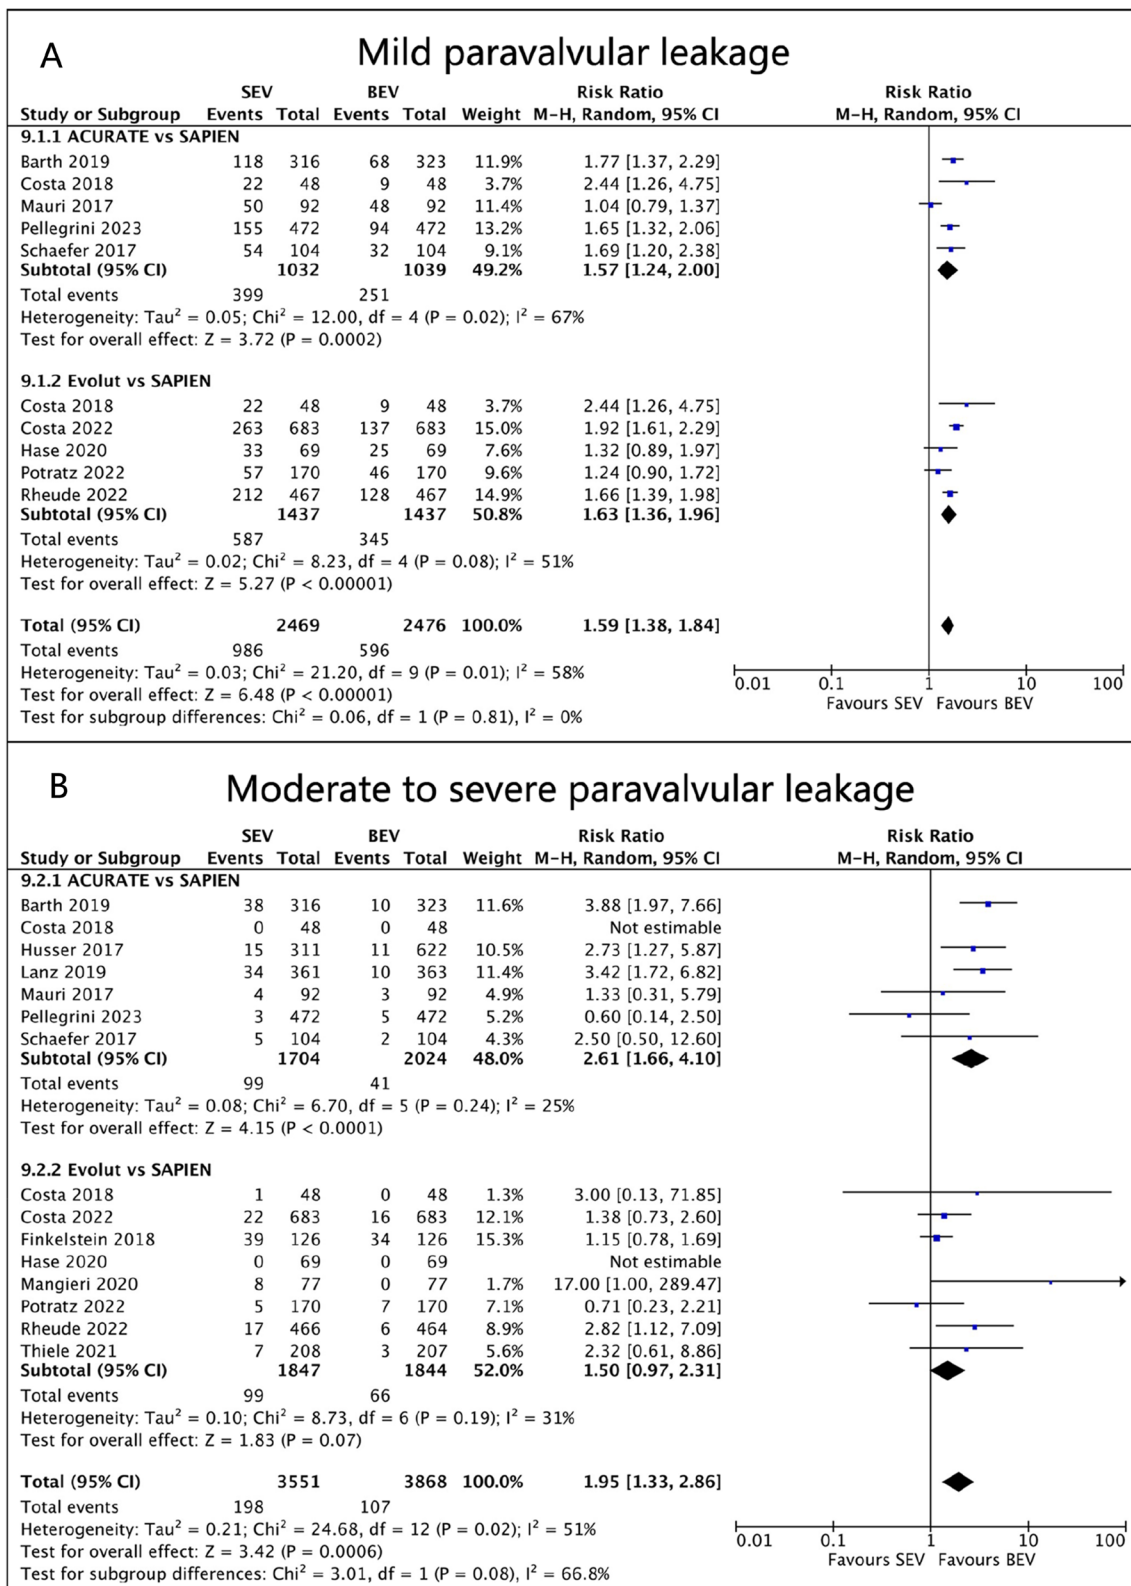 A Mild paravalvular leakage
SEV BEV Risk Ratio Risk Ratio
Study or Subgroup Events Total Events Total Weight M-H, Random, 95% CI M-H, Random, 95% CI
9.1.1 ACURATE vs SAPIEN
Barth 2019 118 316 68 323 11.9% 1.77 [1.37, 2.29]
Costa 2018 22 48 9 48 3.7% 2.44 [1.26, 4.75]
Mauri 2017 50 92 48 92 11.4% 1.04 [0.79, 1.37]
Pellegrini 2023 155 472 94 472 13.2% 1.65 [1.32, 2.06]
Schaefer 2017 54 104 32 104 9.1% 1.69 [1.20, 2.38]
Subtotal (95% CI) 1032 1039 49.2% 1.57 [1.24, 2.00]
Total events 399 251
Heterogeneity: Tau² = 0.05; Chi² = 12.00, df = 4 (P = 0.02); I² = 67%
Test for overall effect: Z = 3.72 (P = 0.0002)
9.1.2 Evolut vs SAPIEN
Costa 2018 22 48 9 48 3.7% 2.44 [1.26, 4.75]
Costa 2022 263 683 137 683 15.0% 1.92 [1.61, 2.29]
Hase 2020 33 69 25 69 7.6% 1.32 [0.89, 1.97]
Potratz 2022 57 170 46 170 9.6% 1.24 [0.90, 1.72]
Rheude 2022 212 467 128 467 14.9% 1.66 [1.39, 1.98]
Subtotal (95% CI) 1437 1437 50.8% 1.63 [1.36, 1.96]
Total events 587 345
Heterogeneity: Tau² = 0.02; Chi² = 8.23, df = 4 (P = 0.08); I² = 51%
Test for overall effect: Z = 5.27 (P < 0.00001)
Total (95% CI) 2469 2476 100.0% 1.59 [1.38, 1.84]
Total events 986 596
Heterogeneity: Tau² = 0.03; Chi² = 21.20, df = 9 (P = 0.01); I² = 58%
Test for overall effect: Z = 6.48 (P < 0.00001)
Test for subgroup differences: Chi² = 0.06, df = 1 (P = 0.81), I² = 0%
0.01 0.1 1 10 100
Favours SEV Favours BEV
B Moderate to severe paravalvular leakage
SEV BEV Risk Ratio Risk Ratio
Study or Subgroup Events Total Events Total Weight M-H, Random, 95% CI M-H, Random, 95% CI
9.2.1 ACURATE vs SAPIEN
Barth 2019 38 316 10 323 11.6% 3.88 [1.97, 7.66]
Costa 2018 0 48 0 48 Not estimable
Husser 2017 15 311 11 622 10.5% 2.73 [1.27, 5.87]
Lanz 2019 34 361 10 363 11.4% 3.42 [1.72, 6.82]
Mauri 2017 4 92 3 92 4.9% 1.33 [0.31, 5.79]
Pellegrini 2023 3 472 5 472 5.2% 0.60 [0.14, 2.50]
Schaefer 2017 5 104 2 104 4.3% 2.50 [0.50, 12.60]
Subtotal (95% CI) 1704 2024 48.0% 2.61 [1.66, 4.10]
Total events 99 41
Heterogeneity: Tau² = 0.08; Chi² = 6.70, df = 5 (P = 0.24); I² = 25%
Test for overall effect: Z = 4.15 (P < 0.0001)
9.2.2 Evolut vs SAPIEN
Costa 2018 1 48 0 48 1.3% 3.00 [0.13, 71.85]
Costa 2022 22 683 16 683 12.1% 1.38 [0.73, 2.60]
Finkelstein 2018 39 126 34 126 15.3% 1.15 [0.78, 1.69]
Hase 2020 0 69 0 69 Not estimable
Mangieri 2020 8 77 0 77 1.7% 17.00 [1.00, 289.47]
Potratz 2022 5 170 7 170 7.1% 0.71 [0.23, 2.21]
Rheude 2022 17 466 6 464 8.9% 2.82 [1.12, 7.09]
Thiele 2021 7 208 3 207 5.6% 2.32 [0.61, 8.86]
Subtotal (95% CI) 1847 1844 52.0% 1.50 [0.97, 2.31]
Total events 99 66
Heterogeneity: Tau² = 0.10; Chi² = 8.73, df = 6 (P = 0.19); I² = 31%
Test for overall effect: Z = 1.83 (P = 0.07)
Total (95% CI) 3551 3868 100.0% 1.95 [1.33, 2.86]
Total events 198 107
Heterogeneity: Tau² = 0.21; Chi² = 24.68, df = 12 (P = 0.02); I² = 51%
Test for overall effect: Z = 3.42 (P = 0.0006)
Test for subgroup differences: Chi² = 3.01, df = 1 (P = 0.08), I² = 66.8%
0.01 0.1 1 10 100
Favours SEV Favours BEV